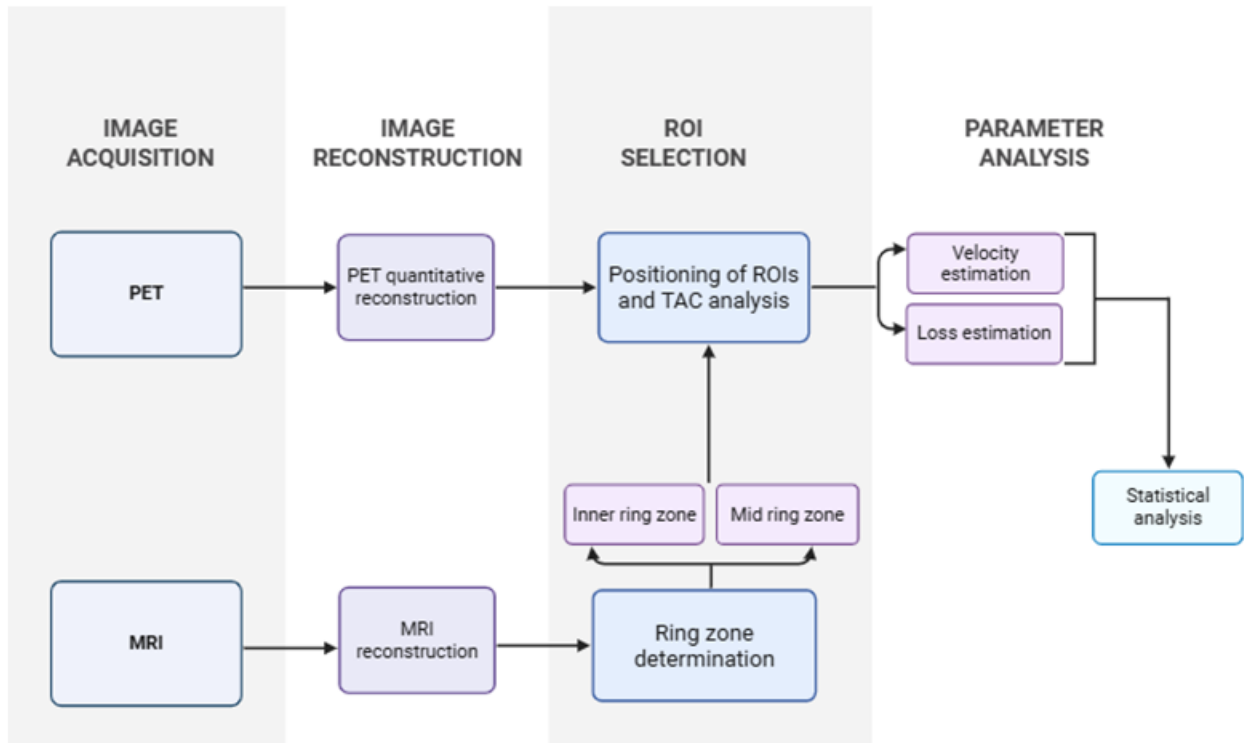 IMAGE
ACQUISITION
IMAGE
RECONSTRUCTION
ROI
SELECTION
PARAMETER
ANALYSIS
PET
PET quantitative
reconstruction
Positioning of ROIs
and TAC analysis
Velocity
estimation
Loss estimation
Inner ring zone
Mid ring zone
Statistical
analysis
MRI
MRI
reconstruction
Ring zone
determination